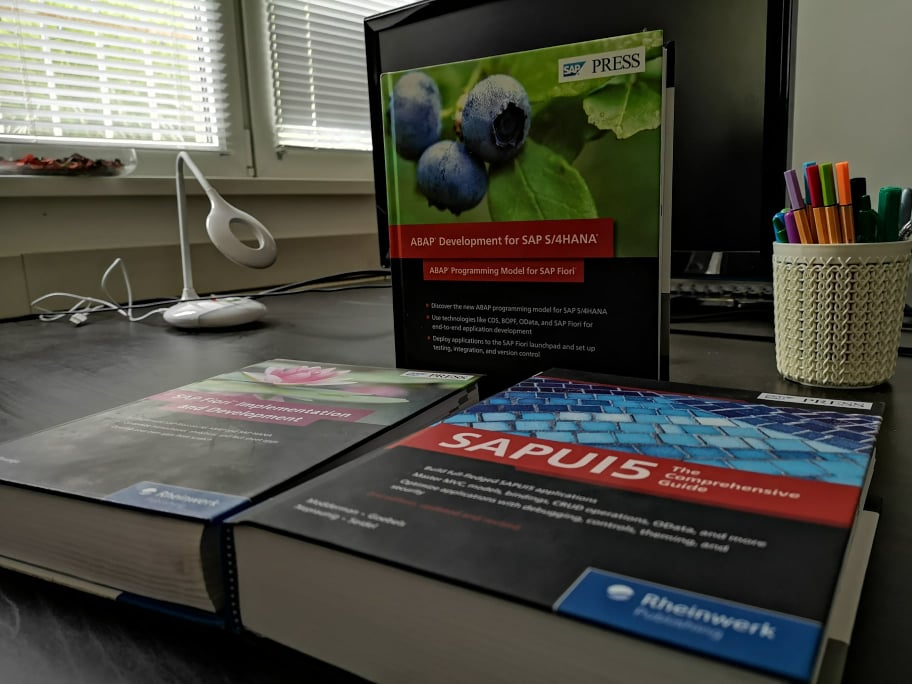 SAP PRESS
ABAP® Development for SAP S/4HANA®
ABAP® Programming Model for SAP Fiori®
Discover the new ABAP programming model for SAP S/4HANA
Use technologies like CDS, BOPF, OData, and SAP Fiori for
end-to-end application development
Deploy applications to the SAP Fiori launchpad and set up
testing, integration, and version control
SAP Fiori® Implementation
and Development
Rheinwerk
PRESS
SAPUI5
The
Comprehensive
Guide
Build full-fledged SAPUI5 applications
Master MVC, models, bindings, CRUD operations, OData, and more
Optimize applications with debugging, controls, theming, and
security
Rheinwerk
Publishing